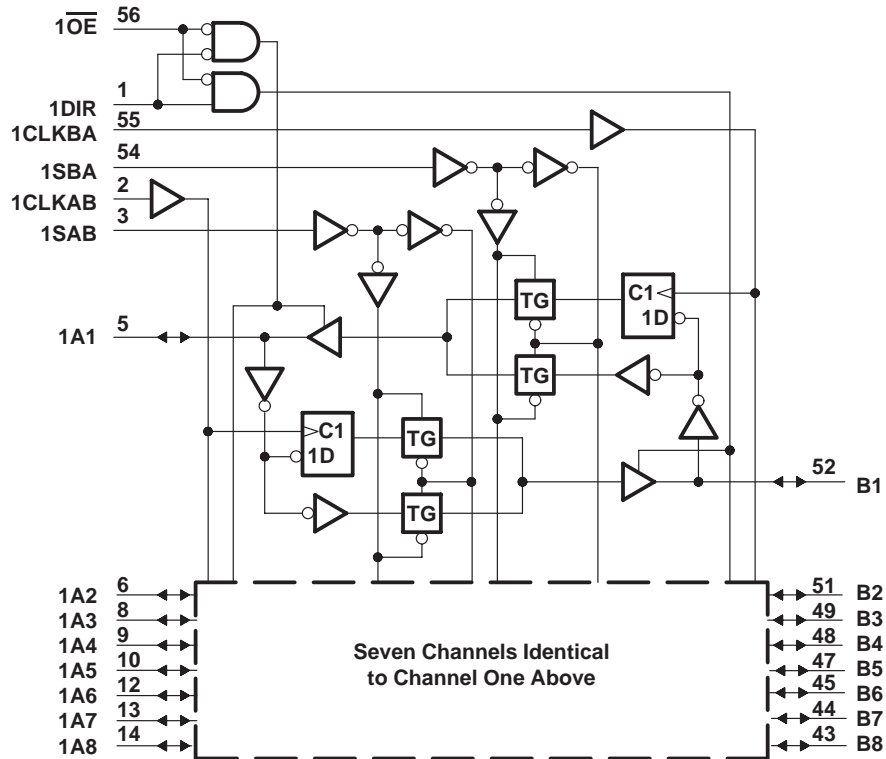 1O̅E̅ 56
1DIR 1
1CLKBA 55
1SBA 54
1CLKAB 2
1SAB 3
TG
C1
1D
1A1 5
TG
C1
1D
TG
TG
52 B1
1A2 6
1A3 8
1A4 9
1A5 10
1A6 12
1A7 13
1A8 14
Seven Channels Identical
to Channel One Above
51 B2
49 B3
48 B4
47 B5
45 B6
44 B7
43 B8